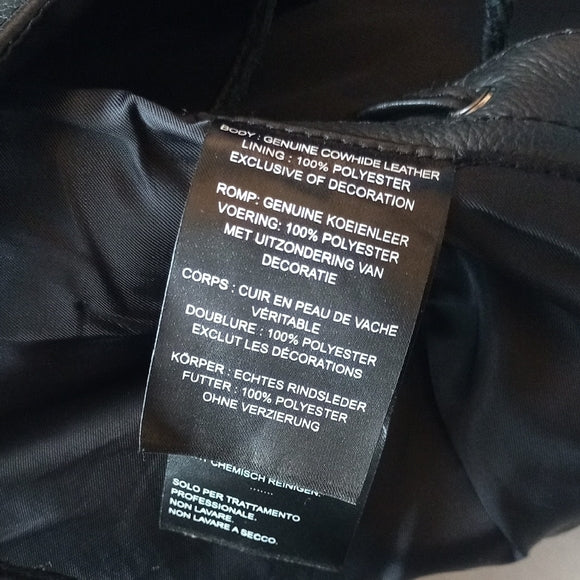 BODY : GENUINE COWHIDE LEATHER
LINING : 100% POLYESTER
EXCLUSIVE OF DECORATION
ROMP: GENUINE KOEIENLEER
VOERING: 100% POLYESTER
MET UITZONDERING VAN
DECORATIE
CÒRPS : CUIR EN PEAU DE VACHE
VÉRITABLE
DOUBLURE : 100% POLYESTER
EXCLUT LES DÉCORATIONS
KÖRPER : ECHTES RINDSLEDER
FUTTER : 100% POLYESTER
OHNE VERZIERUNG
CHEMISCH REINIGEN.
.......
SOLO PER TRATTAMENTO
PROFESSIONALE.
NON LAVARE.
NON LAVARE A SECCO.